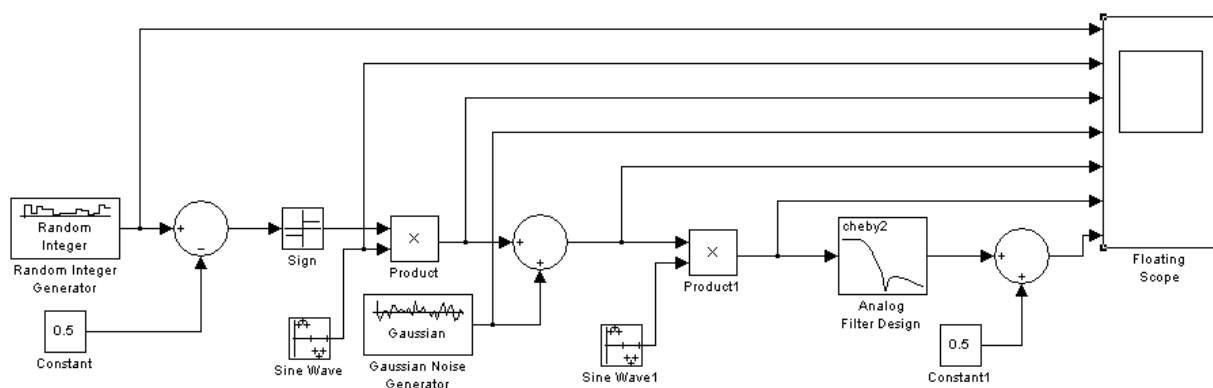 Random
Integer
Random Integer
Generator
0.5
Constant
Sign
Sine Wave
Product
Gaussian
Gaussian Noise
Generator
Sine Wave1
Product1
cheby2
Analog
Filter Design
0.5
Constant1
Floating
Scope